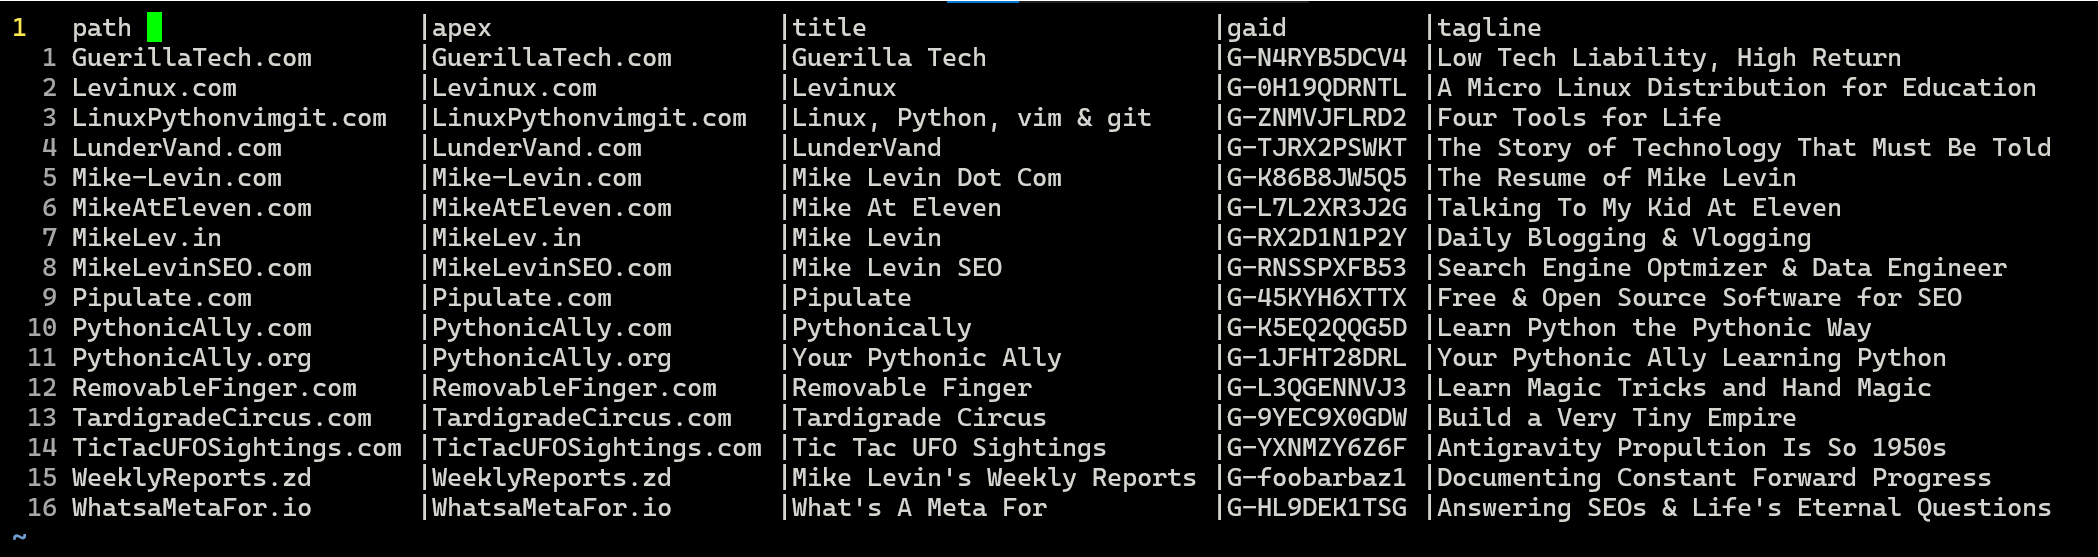 1   path              |apex                   |title                      |gaid         |tagline
  1 GuerillaTech.com       |GuerillaTech.com       |Guerilla Tech              |G-N4RYB5DCV4 |Low Tech Liability, High Return
  2 Levinux.com            |Levinux.com            |Levinux                    |G-0H19QDRNTL |A Micro Linux Distribution for Education
  3 LinuxPythonvimgit.com  |LinuxPythonvimgit.com  |Linux, Python, vim & git    |G-ZNMVJFLRD2 |Four Tools for Life
  4 LunderVand.com         |LunderVand.com         |LunderVand                 |G-TJRX2PSWKT |The Story of Technology That Must Be Told
  5 Mike-Levin.com         |Mike-Levin.com         |Mike Levin Dot Com         |G-K86B8JW5Q5 |The Resume of Mike Levin
  6 MikeAtEleven.com       |MikeAtEleven.com       |Mike At Eleven             |G-L7L2XR3J2G |Talking To My Kid At Eleven
  7 MikeLev.in             |MikeLev.in             |Mike Levin                 |G-RX2D1N1P2Y |Daily Blogging & Vlogging
  8 MikeLevinSEO.com       |MikeLevinSEO.com       |Mike Levin SEO             |G-RNSSPXFB53 |Search Engine Optmizer & Data Engineer
  9 Pipulate.com           |Pipulate.com           |Pipulate                   |G-45KYH6XTTX |Free & Open Source Software for SEO
 10 PythonicAlly.com       |PythonicAlly.com       |Pythonically               |G-K5EQ2QQG5D |Learn Python the Pythonic Way
 11 PythonicAlly.org       |PythonicAlly.org       |Your Pythonic Ally         |G-1JFHT28DRL |Your Pythonic Ally Learning Python
 12 RemovableFinger.com    |RemovableFinger.com    |Removable Finger           |G-L3QGENNVJ3 |Learn Magic Tricks and Hand Magic
 13 TardigradeCircus.com   |TardigradeCircus.com   |Tardigrade Circus          |G-9YEC9X0GDW |Build a Very Tiny Empire
 14 TicTacUFOSightings.com |TicTacUFOSightings.com |Tic Tac UFO Sightings      |G-YXNMZY6Z6F |Antigravity Propultion Is So 1950s
 15 WeeklyReports.zd       |WeeklyReports.zd       |Mike Levin's Weekly Reports |G-foobarbaz1 |Documenting Constant Forward Progress
 16 WhatsaMetaFor.io       |WhatsaMetaFor.io       |What's A Meta For          |G-HL9DEK1TSG |Answering SEOs & Life's Eternal Questions
~